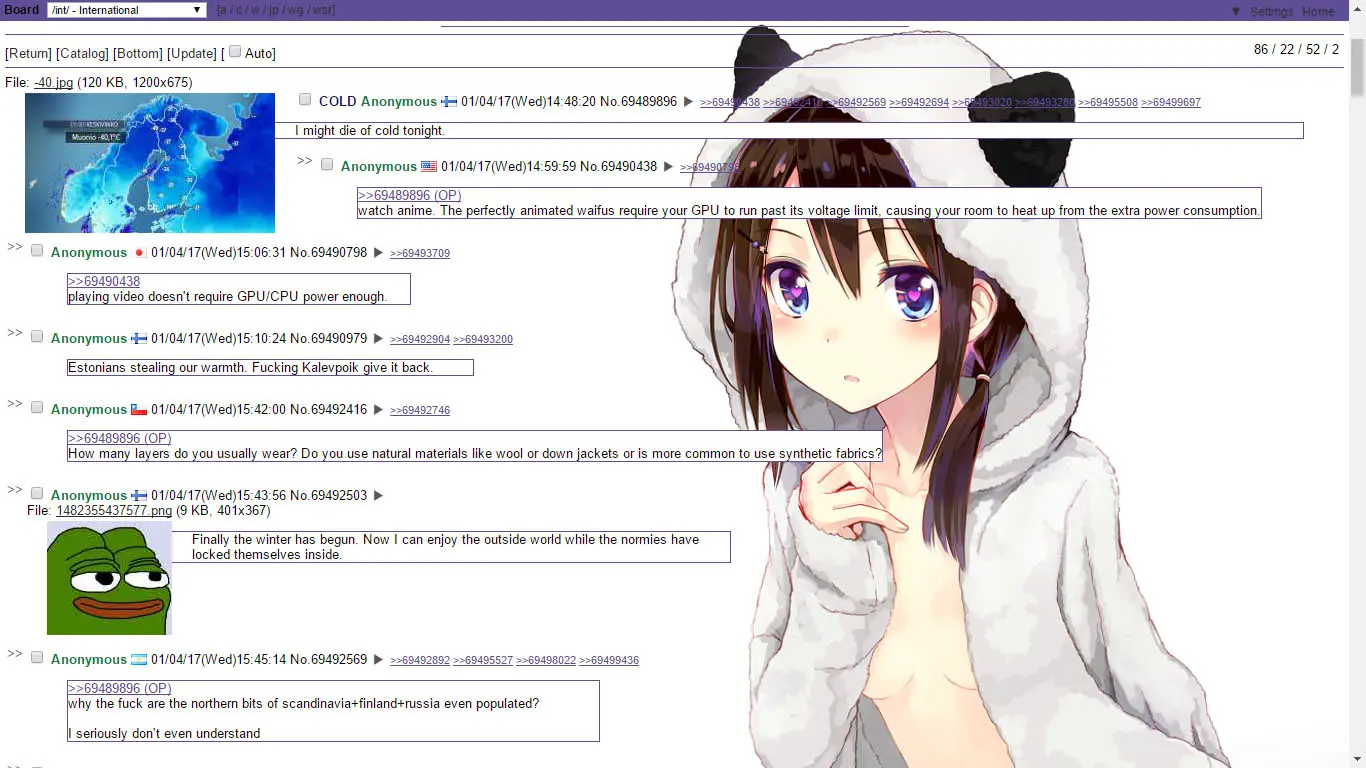 Board /int/ - International [a / c / w / jp / wg / wsr] ▼ Settings Home
[Return] [Catalog] [Bottom] [Update] [ Auto] 86 / 22 / 52 / 2
File: -40.jpg (120 KB, 1200x675)
Muonio -40,1°C
COLD Anonymous 01/04/17(Wed)14:48:20 No.69489896 ▶ >>69490438 >>69492416 >>69492569 >>69492694 >>69493020 >>69493280 >>69495508 >>69499697
I might die of cold tonight.
>> Anonymous 01/04/17(Wed)14:59:59 No.69490438 ▶ >>69490798
>>69489896 (OP)
watch anime. The perfectly animated waifus require your GPU to run past its voltage limit, causing your room to heat up from the extra power consumption.
>> Anonymous 01/04/17(Wed)15:06:31 No.69490798 ▶ >>69493709
>>69490438
playing video doesn't require GPU/CPU power enough.
>> Anonymous 01/04/17(Wed)15:10:24 No.69490979 ▶ >>69492904 >>69493200
Estonians stealing our warmth. Fucking Kalevpoik give it back.
>> Anonymous 01/04/17(Wed)15:42:00 No.69492416 ▶ >>69492746
>>69489896 (OP)
How many layers do you usually wear? Do you use natural materials like wool or down jackets or is more common to use synthetic fabrics?
>> Anonymous 01/04/17(Wed)15:43:56 No.69492503 ▶
File: 1482355437577.png (9 KB, 401x367)
Finally the winter has begun. Now I can enjoy the outside world while the normies have
locked themselves inside.
>> Anonymous 01/04/17(Wed)15:45:14 No.69492569 ▶ >>69492892 >>69495527 >>69498022 >>69499436
>>69489896 (OP)
why the fuck are the northern bits of scandinavia+finland+russia even populated?
I seriously don't even understand